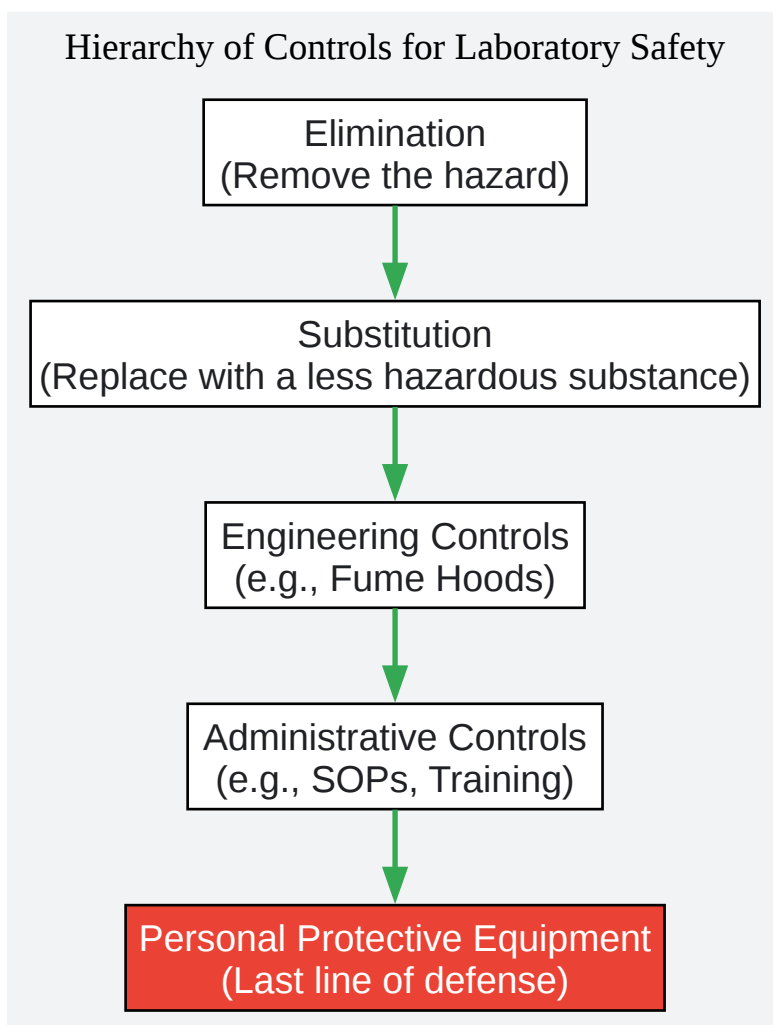 Hierarchy of Controls for Laboratory Safety
Elimination
(Remove the hazard)
Substitution
(Replace with a less hazardous substance)
Engineering Controls
(e.g., Fume Hoods)
Administrative Controls
(e.g., SOPs, Training)
Personal Protective Equipment
(Last line of defense)